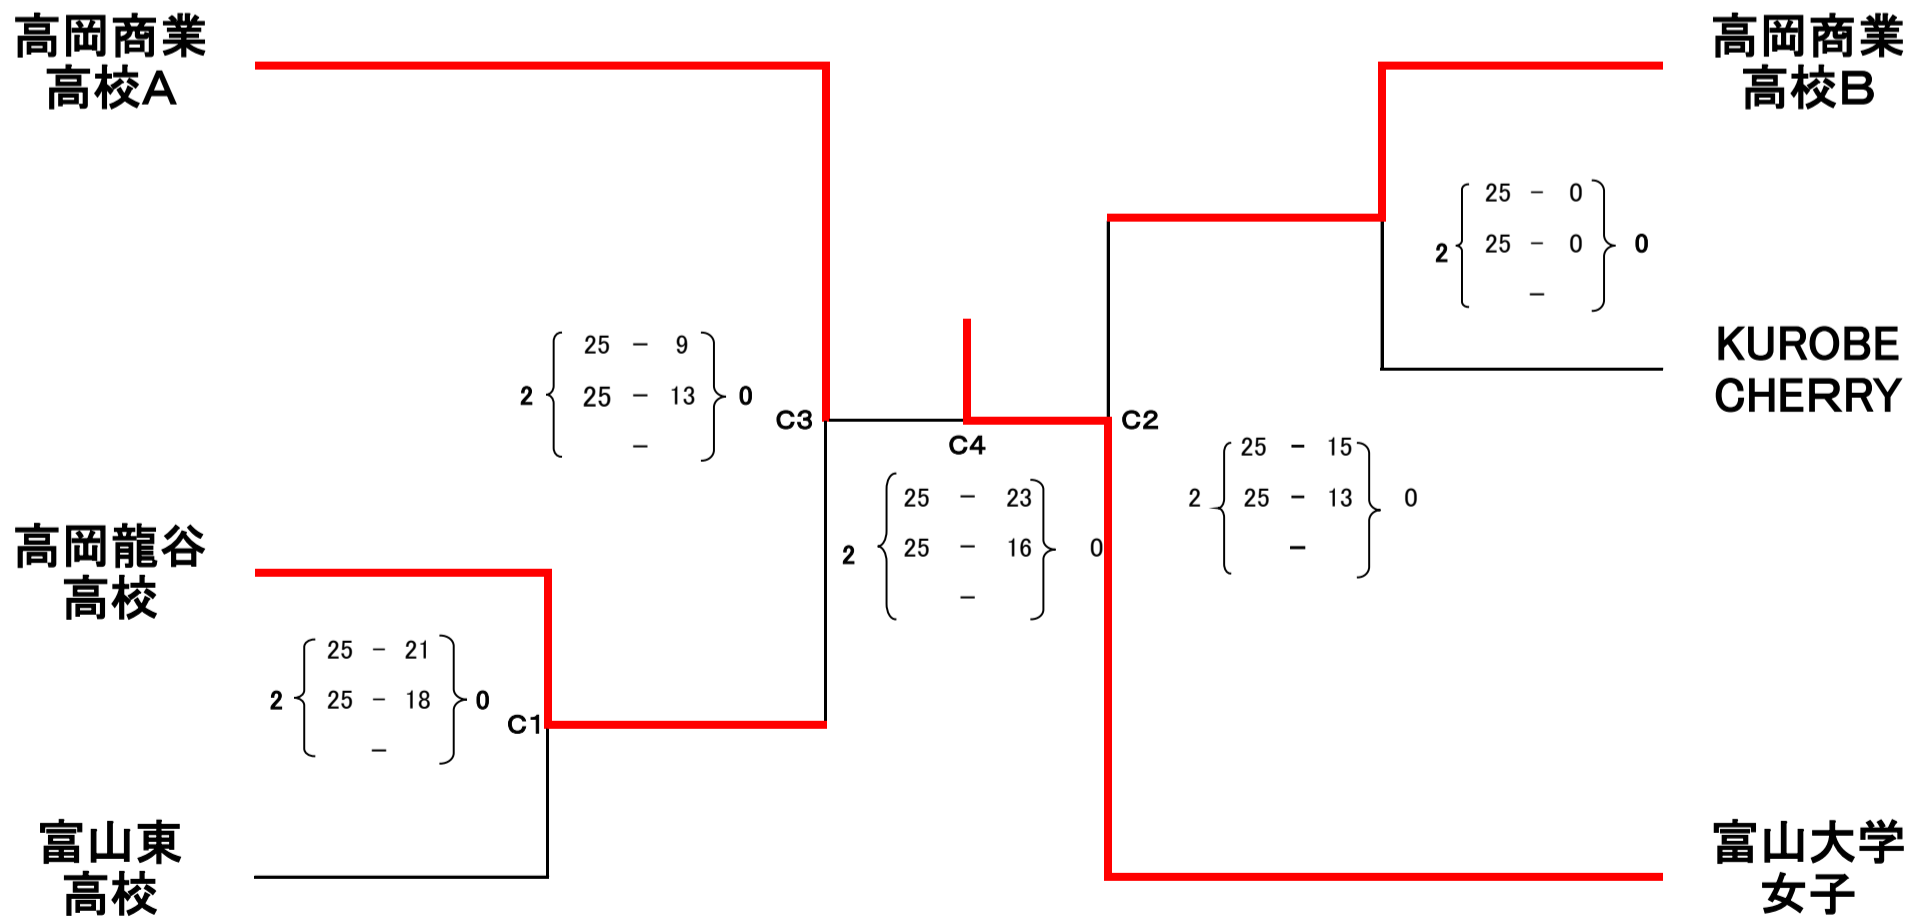 高岡商業
高校A
高岡商業
高校B
25 － 0
2 25 － 0 0
－
KUROBE
CHERRY
25 － 9
2 25 － 13 0
－
C3
C2
C4
25 － 15
2 25 － 13 0
－
25 － 23
2 25 － 16 0
－
高岡龍谷
高校
25 － 21
2 25 － 18 0
－
C1
富山東
高校
富山大学
女子